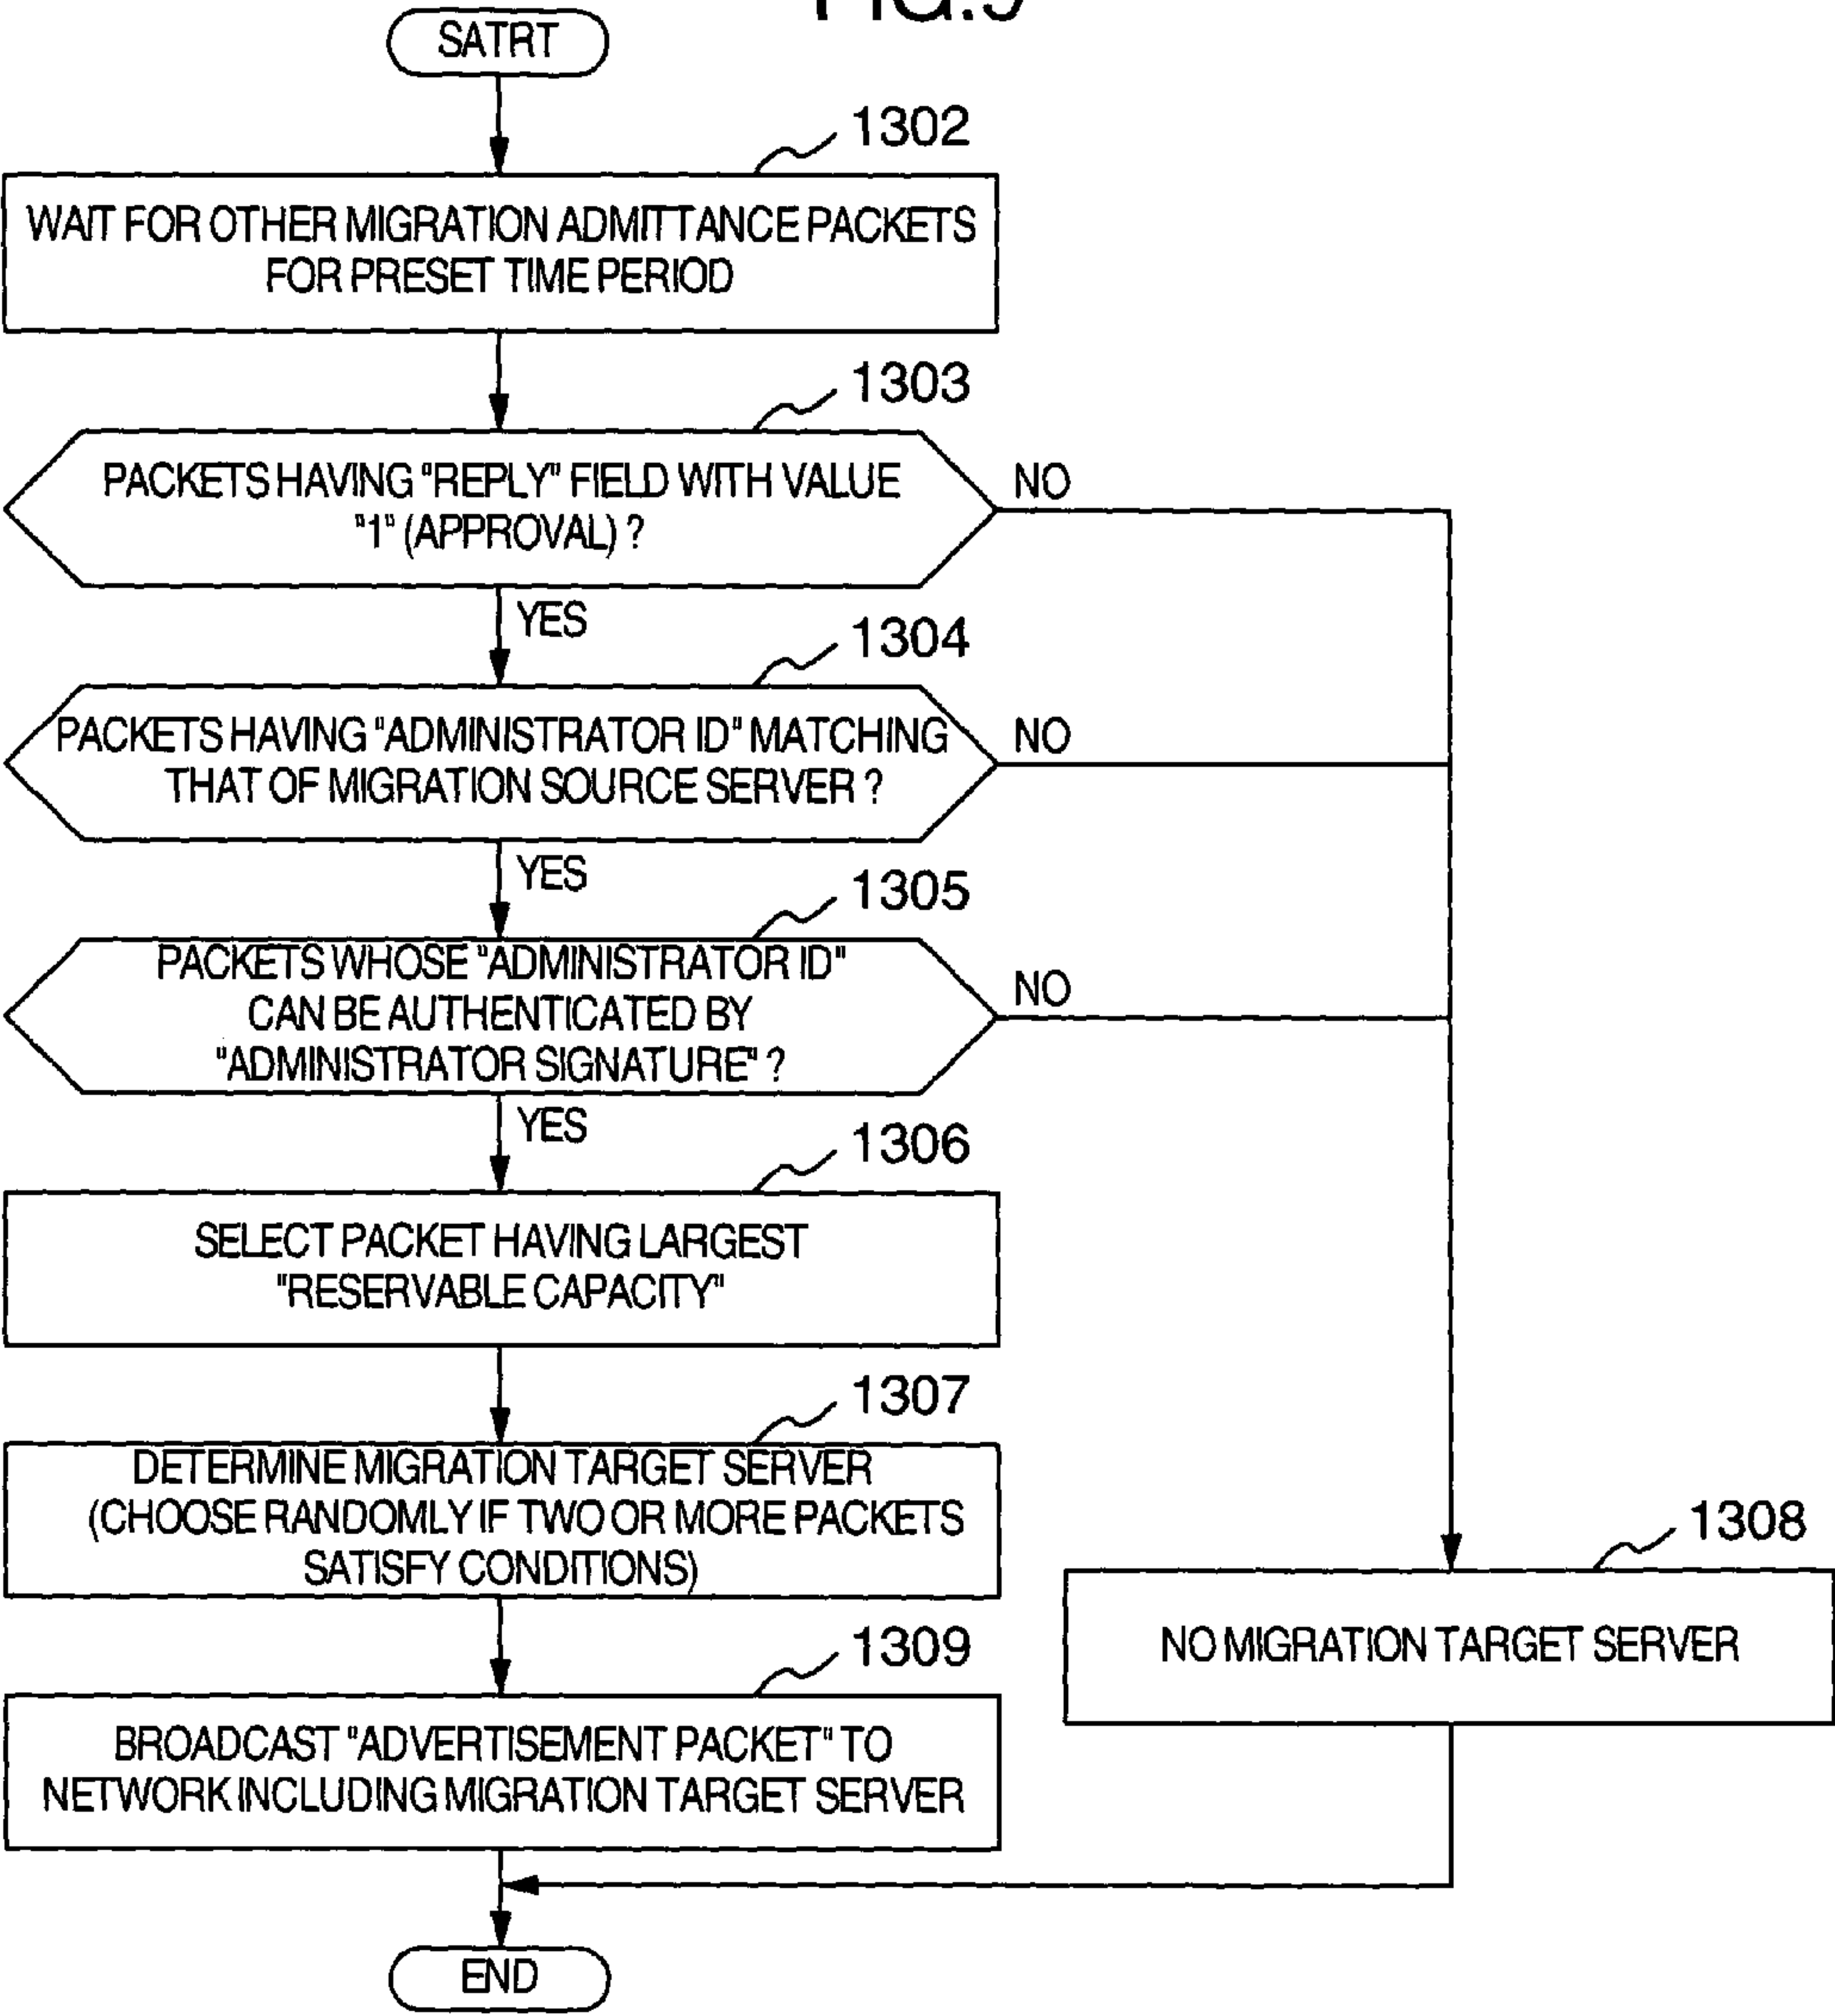 FIG.9
SATRT
1302
WAIT FOR OTHER MIGRATION ADMITTANCE PACKETS
FOR PRESET TIME PERIOD
1303
PACKETS HAVING "REPLY" FIELD WITH VALUE
"1" (APPROVAL) ?
NO
YES
1304
PACKETS HAVING "ADMINISTRATOR ID" MATCHING
THAT OF MIGRATION SOURCE SERVER ?
NO
YES
1305
PACKETS WHOSE "ADMINISTRATOR ID"
CAN BE AUTHENTICATED BY
"ADMINISTRATOR SIGNATURE" ?
NO
YES
1306
SELECT PACKET HAVING LARGEST
"RESERVABLE CAPACITY"
1307
DETERMINE MIGRATION TARGET SERVER
(CHOOSE RANDOMLY IF TWO OR MORE PACKETS
SATISFY CONDITIONS)
1308
NO MIGRATION TARGET SERVER
1309
BROADCAST "ADVERTISEMENT PACKET" TO
NETWORK INCLUDING MIGRATION TARGET SERVER
END